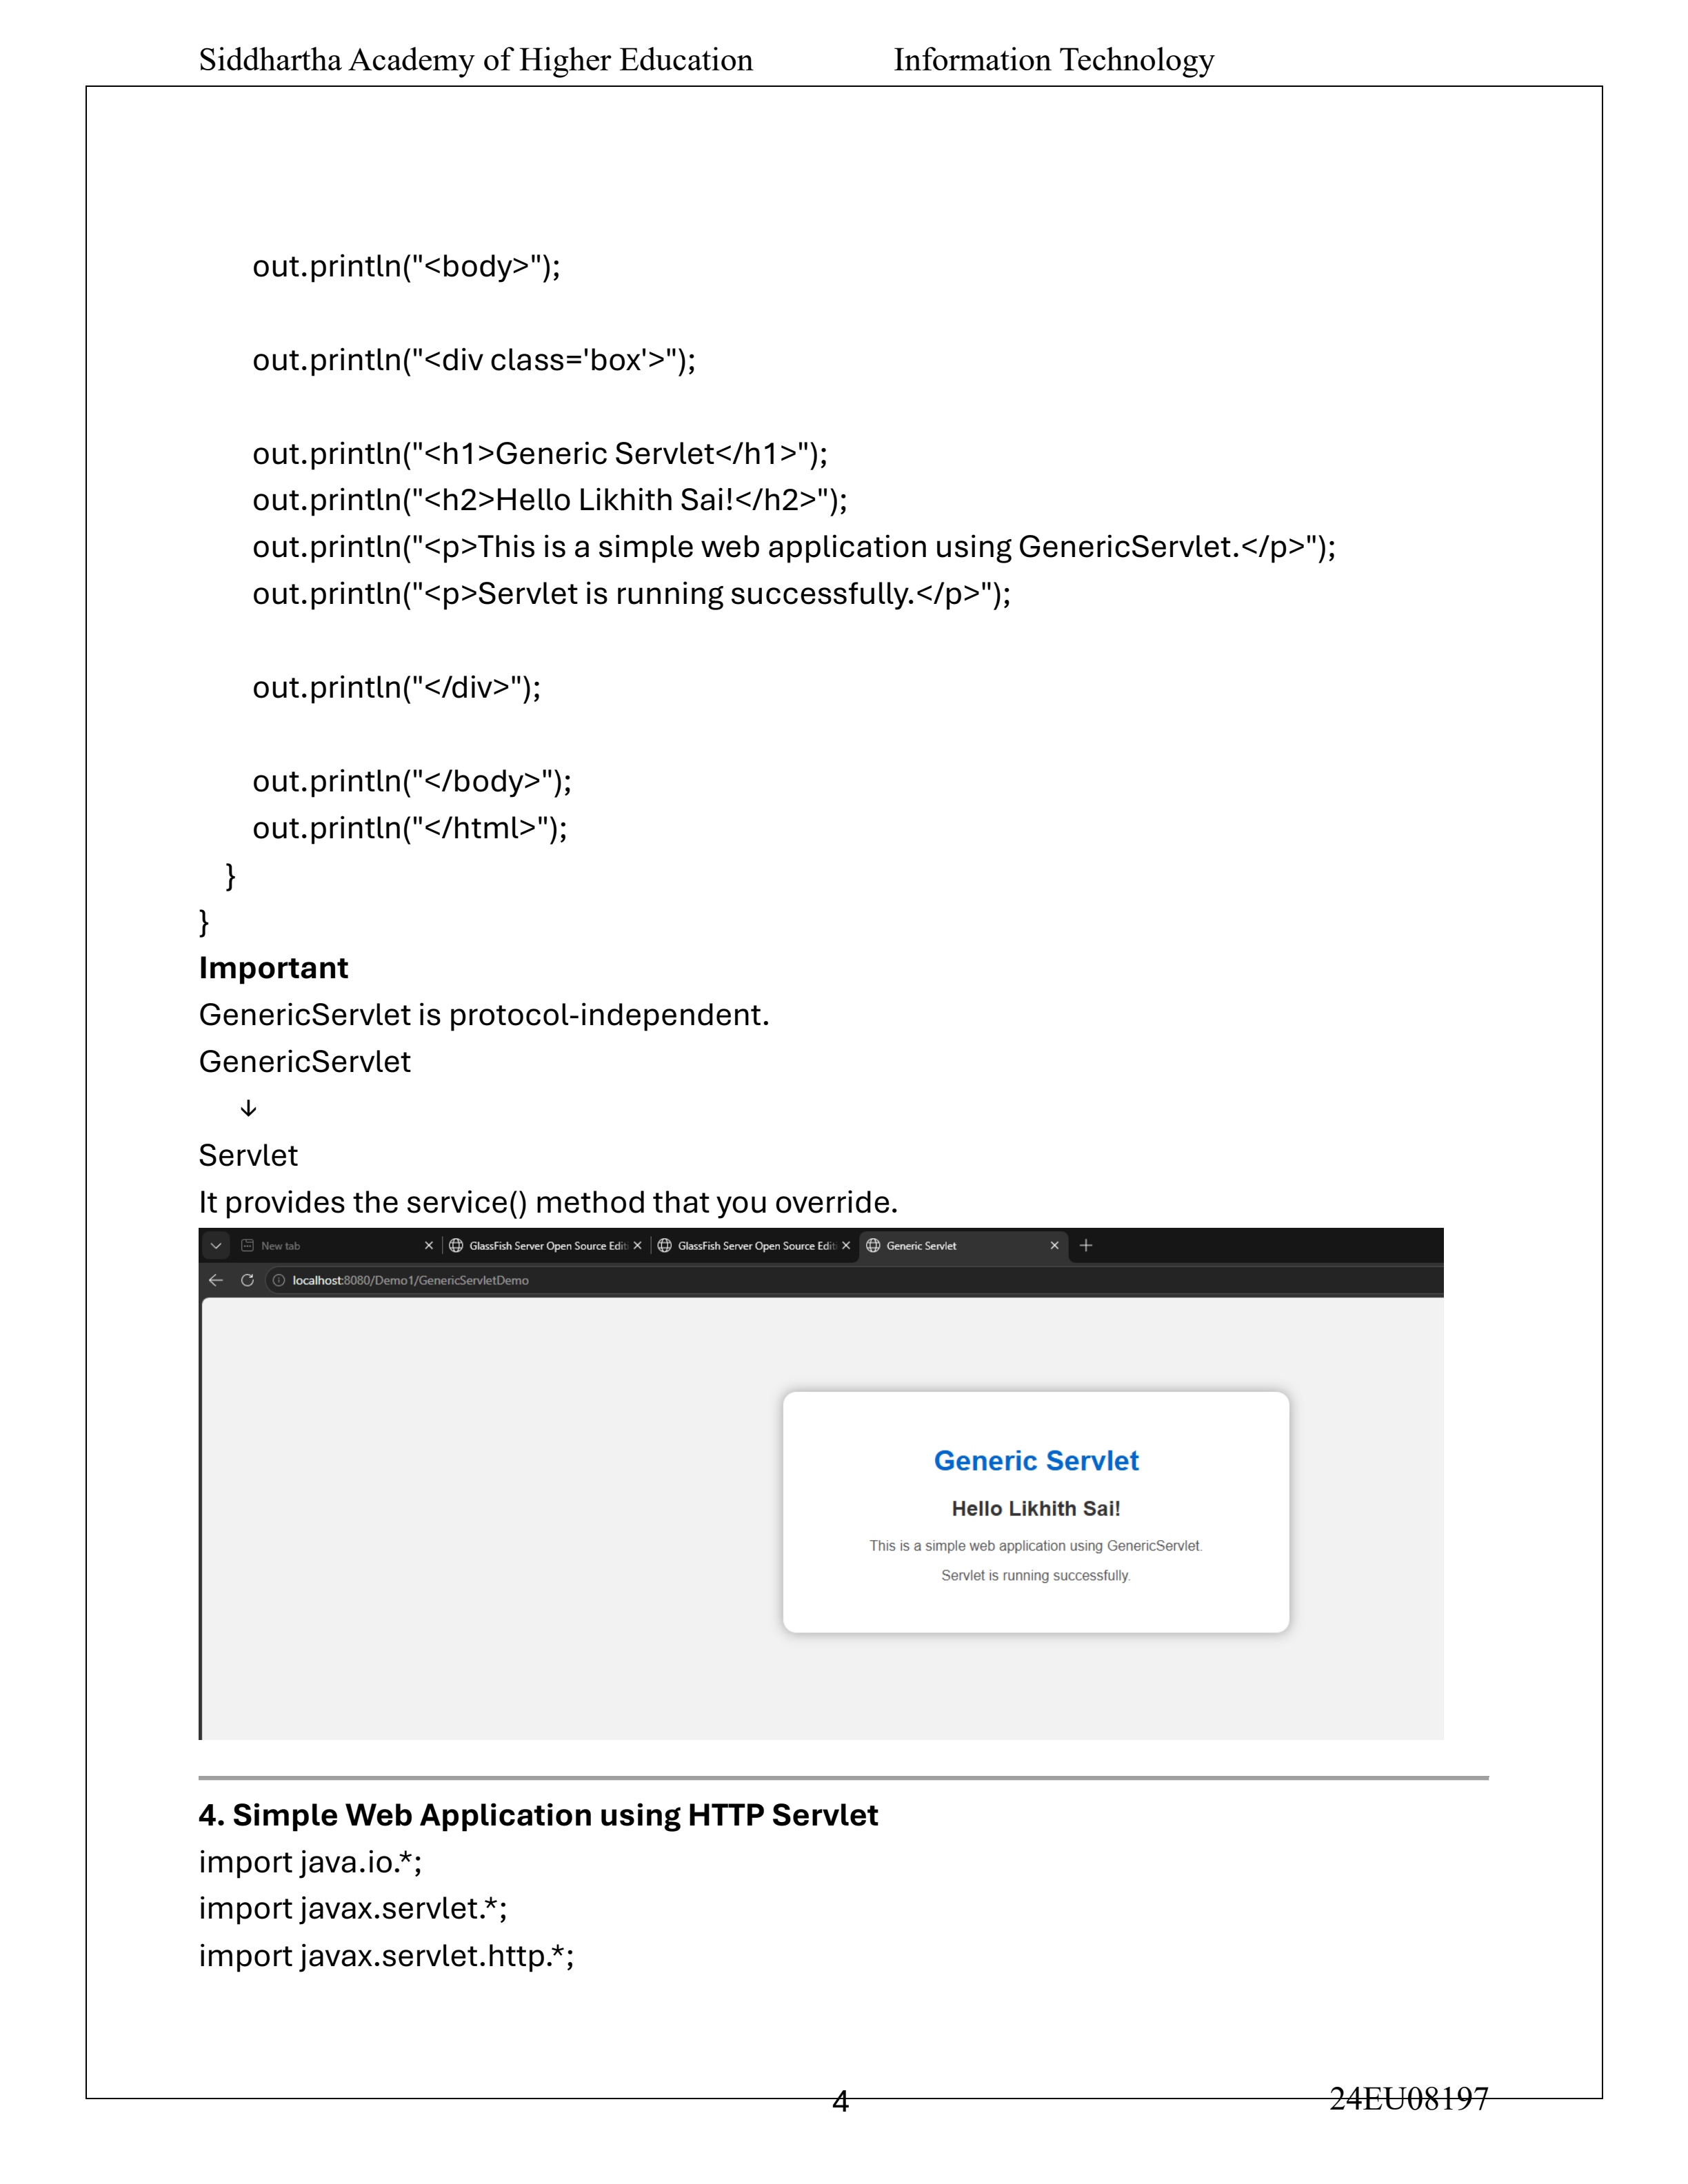 Siddhartha Academy of Higher Education Information Technology
out.println("<body>");
out.println("<div class='box'>");
out.println("<h1>Generic Servlet</h1>");
out.println("<h2>Hello Likhith Sai!</h2>");
out.println("<p>This is a simple web application using GenericServlet.</p>");
out.println("<p>Servlet is running successfully.</p>");
out.println("</div>");
out.println("</body>");
out.println("</html>");
}
}
Important
GenericServlet is protocol-independent.
GenericServlet
↓
Servlet
It provides the service() method that you override.
New tab GlassFish Server Open Source Edit GlassFish Server Open Source Edit Generic Servlet
localhost:8080/Demo1/GenericServletDemo
Generic Servlet
Hello Likhith Sai!
This is a simple web application using GenericServlet.
Servlet is running successfully.
4. Simple Web Application using HTTP Servlet
import java.io.*;
import javax.servlet.*;
import javax.servlet.http.*;
4 24EU08197